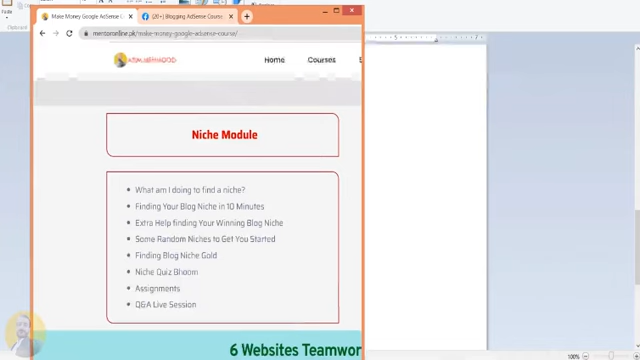 Make Money Google AdSense
(20+) Blogging AdSense Course
mentoronline.pk/make-money-google-adsense-course/
Home Courses
Niche Module
What am I doing to find a niche?
Finding Your Blog Niche in 10 Minutes
Extra Help finding Your Winning Blog Niche
Some Random Niches to Get You Started
Finding Blog Niche Gold
Niche Quiz Bhoom
Assignments
Q&A Live Session
6 Websites Teamwor
100%